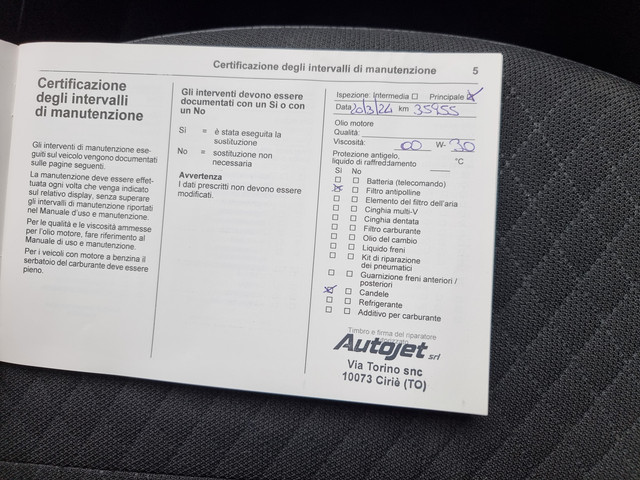 Certificazione degli intervalli di manutenzione 5
Certificazione
degli intervalli
di manutenzione
Gli interventi di manutenzione ese-
guiti sul veicolo vengono documentati
sulle pagine seguenti.
La manutenzione deve essere effet-
tuata ogni volta che venga indicato
sul relativo display, senza superare
gli intervalli di manutenzione riportati
nel Manuale d'uso e manutenzione.
Per le qualità e le viscosità ammesse
per l'olio motore, fare riferimento al
Manuale di uso e manutenzione.
Per i veicoli con motore a benzina il
serbatoio del carburante deve essere
pieno.
Gli interventi devono essere
documentati con un Si o con
un No
Si = è stata eseguita la
sostituzione
No = sostituzione non
necessaria
Avvertenza
I dati prescritti non devono essere
modificati.
Ispezione: Intermedia ☐ Principale ☒
Data 20/3/24 km 35955
Olio motore
Qualità:
Viscosità: 00 W- 30
Protezione antigelo,
liquido di raffreddamento °C
Si No
☐ ☐ Batteria (telecomando)
☒ ☐ Filtro antipolline
☐ ☐ Elemento del filtro dell'aria
☐ ☐ Cinghia multi-V
☐ ☐ Cinghia dentata
☐ ☐ Filtro carburante
☐ ☐ Olio del cambio
☐ ☐ Liquido freni
☐ ☐ Kit di riparazione
dei pneumatici
☐ ☐ Guarnizione freni anteriori /
posteriori
☒ ☐ Candele
☐ ☐ Refrigerante
☐ ☐ Additivo per carburante
Timbro e firma del riparatore
Autojet srl
Via Torino snc
10073 Ciriè (TO)